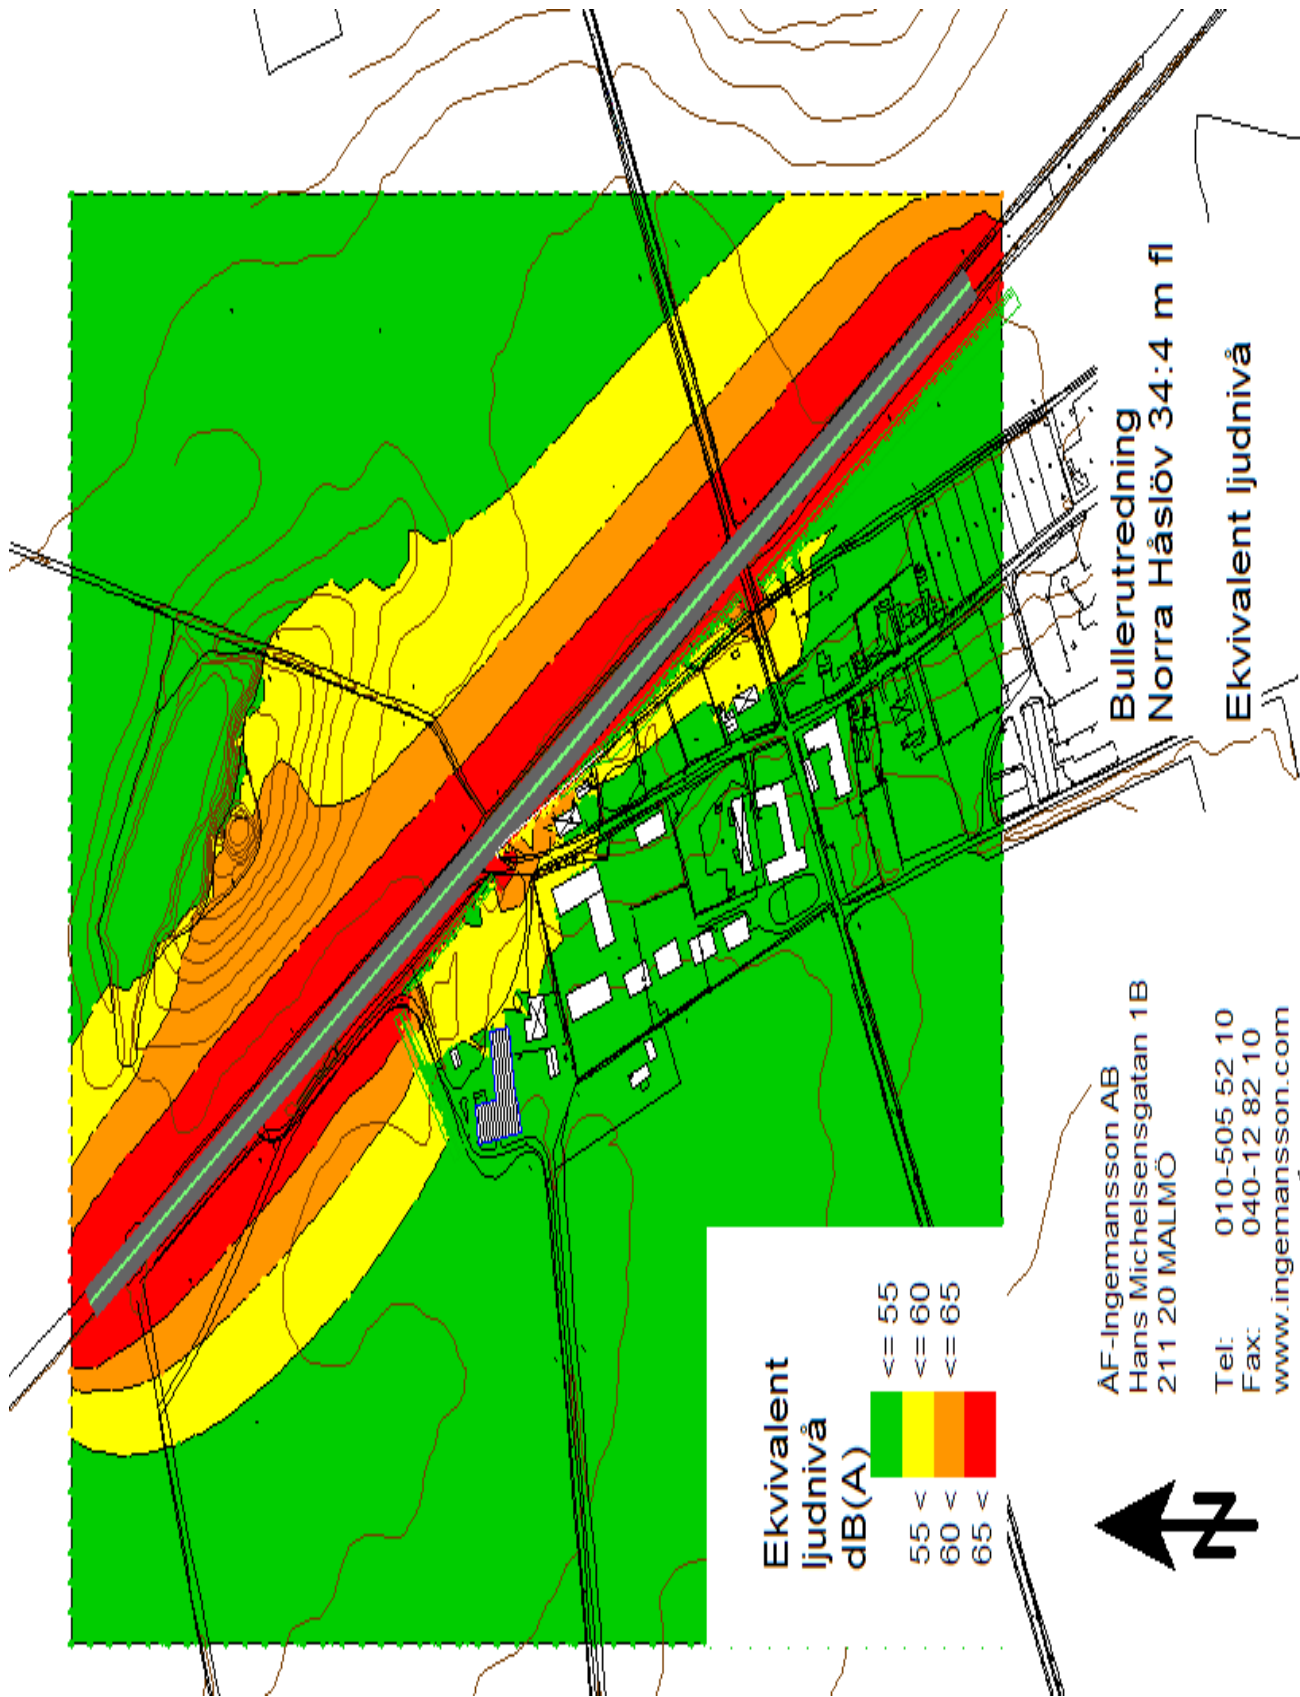 Bullerutredning
Norra Håslöv 34:4 m fl
Ekvivalent ljudnivå
Ekvivalent
ljudnivå
dB(A)
<= 55
55 < <= 60
60 < <= 65
65 <
ÅF-Ingemansson AB
Hans Michelsensgatan 1B
211 20 MALMÖ
Tel: 010-505 52 10
Fax: 040-12 82 10
www.ingemansson.com
N